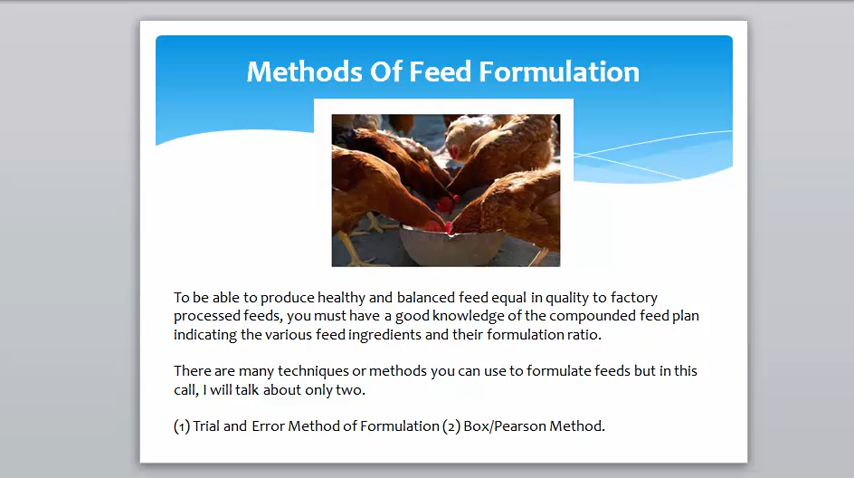 Methods Of Feed Formulation
To be able to produce healthy and balanced feed equal in quality to factory
processed feeds, you must have a good knowledge of the compounded feed plan
indicating the various feed ingredients and their formulation ratio.
There are many techniques or methods you can use to formulate feeds but in this
call, I will talk about only two.
(1) Trial and Error Method of Formulation (2) Box/Pearson Method.